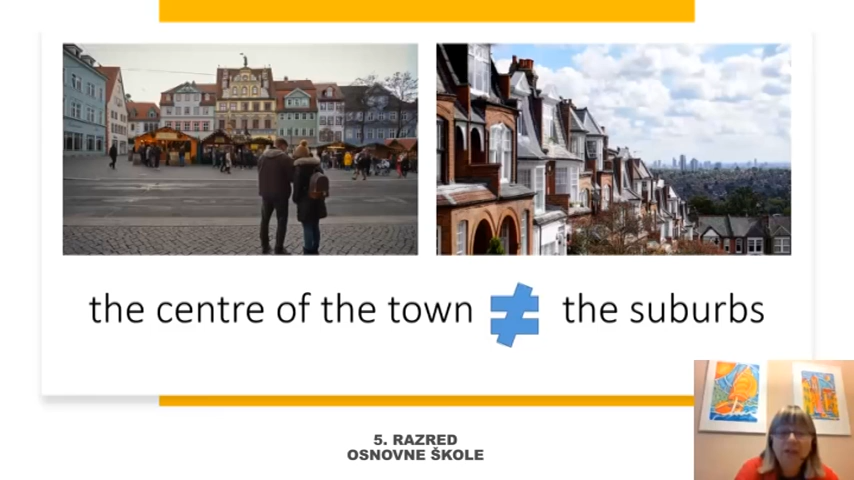 the centre of the town ≠ the suburbs
5. RAZRED
OSNOVNE ŠKOLE